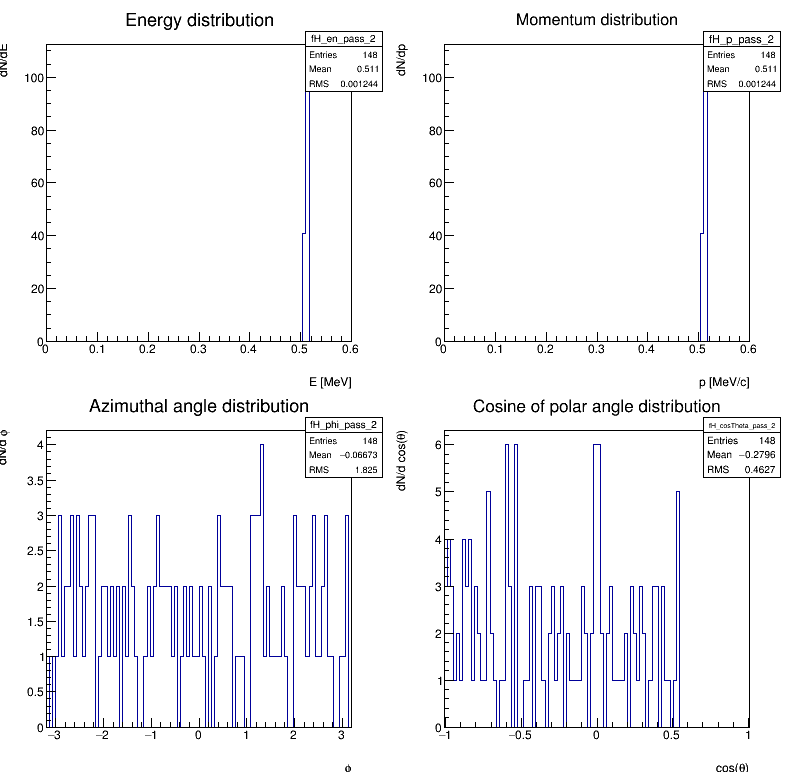 Energy distribution
dN/dE
fH_en_pass_2
Entries 148
Mean 0.511
RMS 0.001244
100
80
60
40
20
0
0 0.1 0.2 0.3 0.4 0.5 0.6
E [MeV]
Momentum distribution
dN/dp
fH_p_pass_2
Entries 148
Mean 0.511
RMS 0.001244
100
80
60
40
20
0
0 0.1 0.2 0.3 0.4 0.5 0.6
p [MeV/c]
Azimuthal angle distribution
dN/d ϕ
fH_phi_pass_2
Entries 148
Mean −0.06673
RMS 1.825
4
3.5
3
2.5
2
1.5
1
0.5
0
−3 −2 −1 0 1 2 3
ϕ
Cosine of polar angle distribution
dN/d cos(θ)
fH_cosTheta_pass_2
Entries 148
Mean −0.2796
RMS 0.4627
6
5
4
3
2
1
0
−1 −0.5 0 0.5 1
cos(θ)